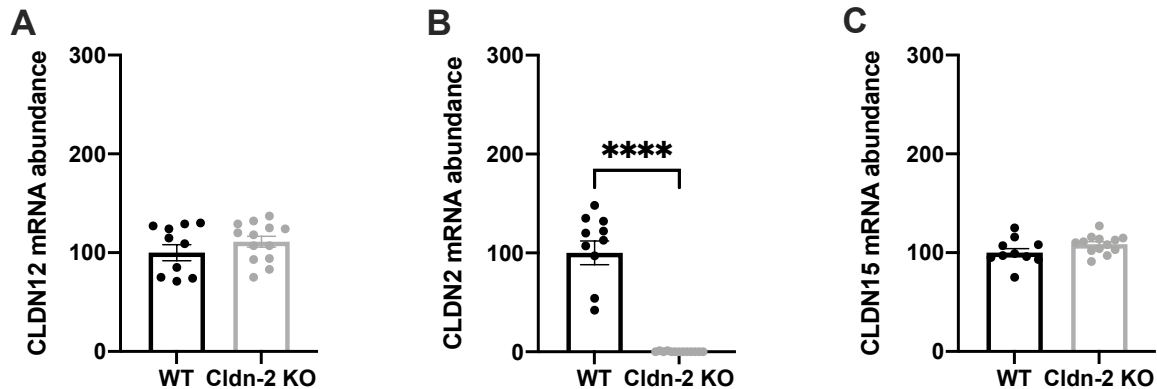 A
CLDN12 mRNA abundance
300
200
100
0
WT Cldn-2 KO
B
CLDN2 mRNA abundance
300
200
100
0
****
WT Cldn-2 KO
C
CLDN15 mRNA abundance
300
200
100
0
WT Cldn-2 KO